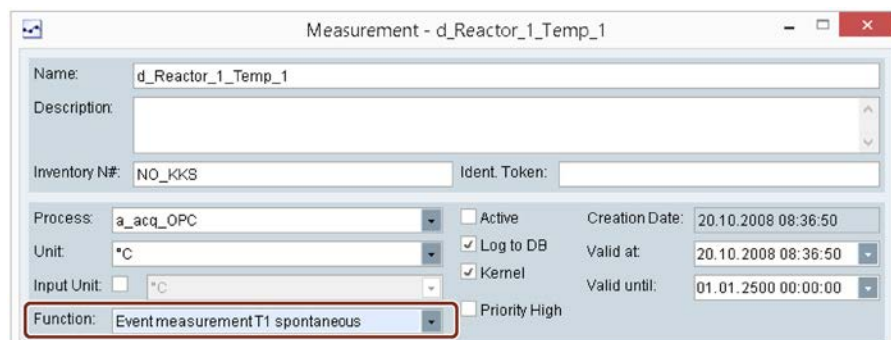 Measurement - d_Reactor_1_Temp_1
Name: d_Reactor_1_Temp_1
Description:
Inventory N#: NO_KKS Ident. Token:
Process: a_acq_OPC Active Creation Date: 20.10.2008 08:36:50
Unit: °C Log to DB Valid at: 20.10.2008 08:36:50
Input Unit: °C Kernel Valid until: 01.01.2500 00:00:00
Function: Event measurement T1 spontaneous Priority High